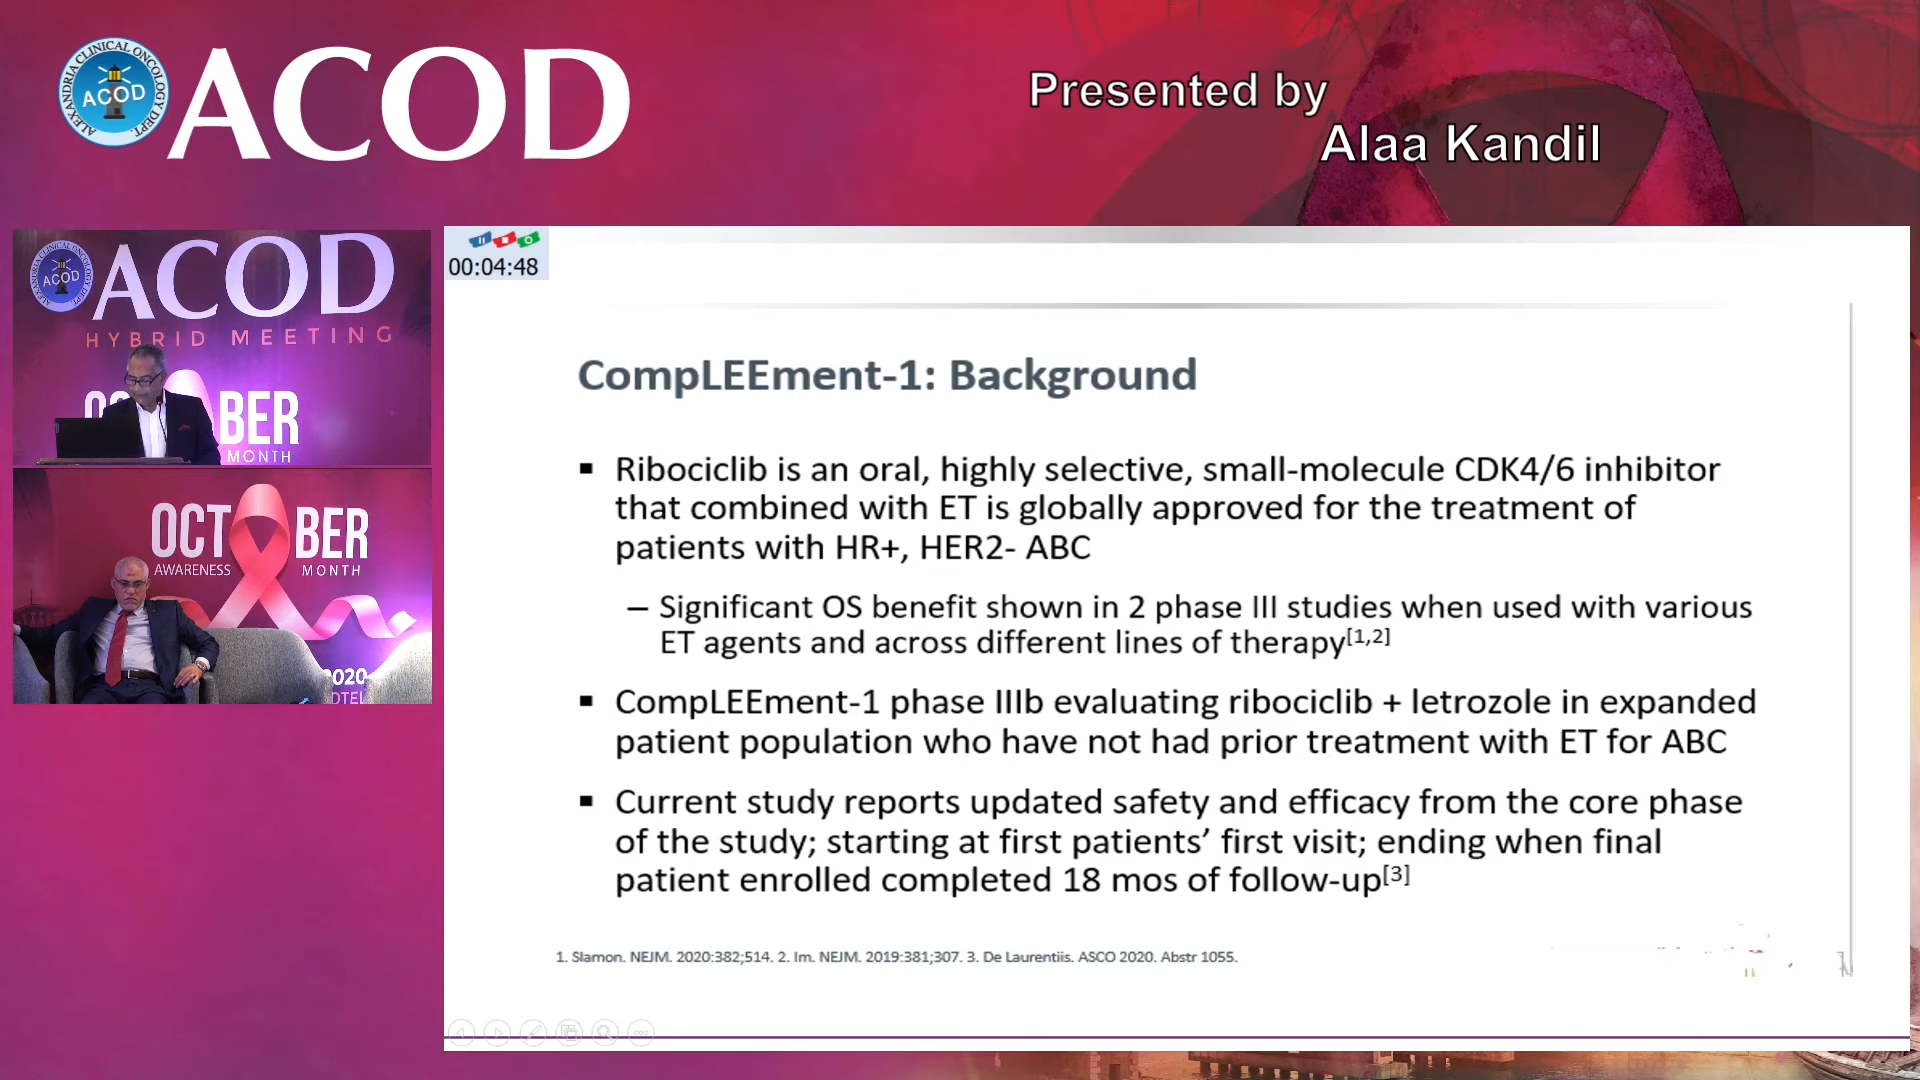 ALEXANDRIA CLINICAL ONCOLOGY DEPT.
ACOD
ACOD
Presented by
Alaa Kandil
ACOD
ACOD
HYBRID MEETING
BER
MONTH
OCT BER
AWARENESS MONTH
2020
OTEL
00:04:48
CompLEEment-1: Background
▪ Ribociclib is an oral, highly selective, small-molecule CDK4/6 inhibitor
that combined with ET is globally approved for the treatment of
patients with HR+, HER2- ABC
– Significant OS benefit shown in 2 phase III studies when used with various
ET agents and across different lines of therapy[1,2]
▪ CompLEEment-1 phase IIIb evaluating ribociclib + letrozole in expanded
patient population who have not had prior treatment with ET for ABC
▪ Current study reports updated safety and efficacy from the core phase
of the study; starting at first patients’ first visit; ending when final
patient enrolled completed 18 mos of follow-up[3]
1. Slamon. NEJM. 2020:382;514. 2. Im. NEJM. 2019:381;307. 3. De Laurentiis. ASCO 2020. Abstr 1055.